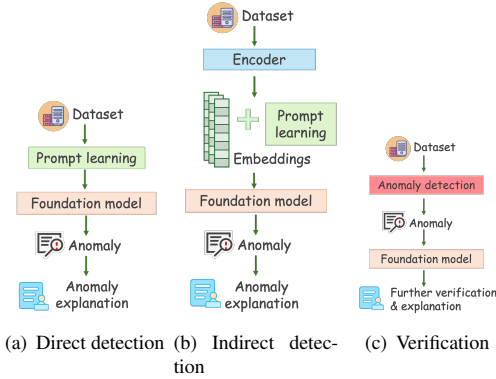 Dataset
Prompt learning
Foundation model
Anomaly
Anomaly
explanation
(a) Direct detection
Dataset
Encoder
Prompt
learning
Embeddings
Foundation model
Anomaly
Anomaly
explanation
(b) Indirect detec-
tion
Dataset
Anomaly detection
Anomaly
Foundation model
Further verification
& explanation
(c) Verification